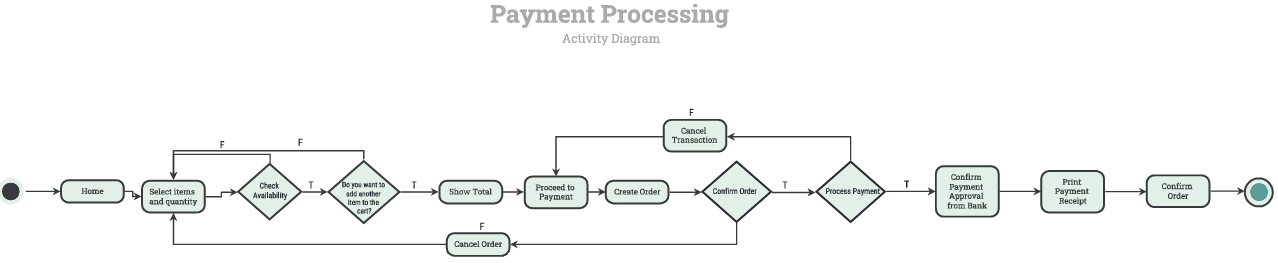 Payment Processing
Activity Diagram
F
Cancel
Transaction
F
F
Home
Select items
and quantity
Check
Availability
T
Do you want to
add another
item to the
cart?
T
Show Total
Proceed to
Payment
Create Order
Confirm Order
T
Process Payment
T
Confirm
Payment
Approval
from Bank
Print
Payment
Receipt
Confirm
Order
F
Cancel Order